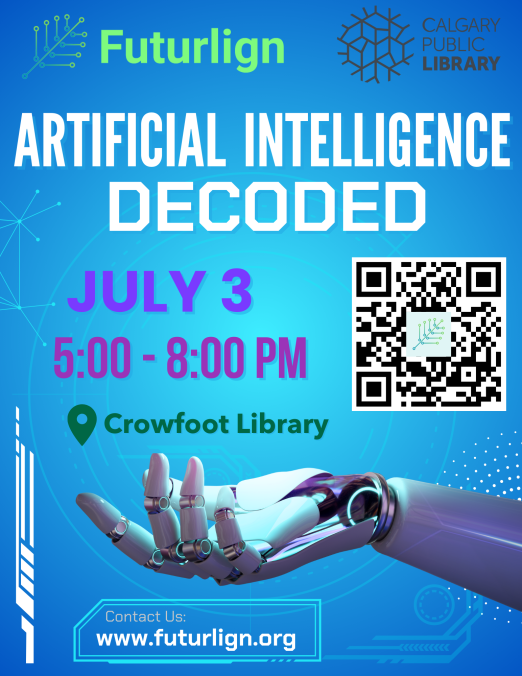 Futurlign
CALGARY
PUBLIC
LIBRARY
ARTIFICIAL INTELLIGENCE
DECODED
JULY 3
5:00 - 8:00 PM
Crowfoot Library
Contact Us:
www.futurlign.org